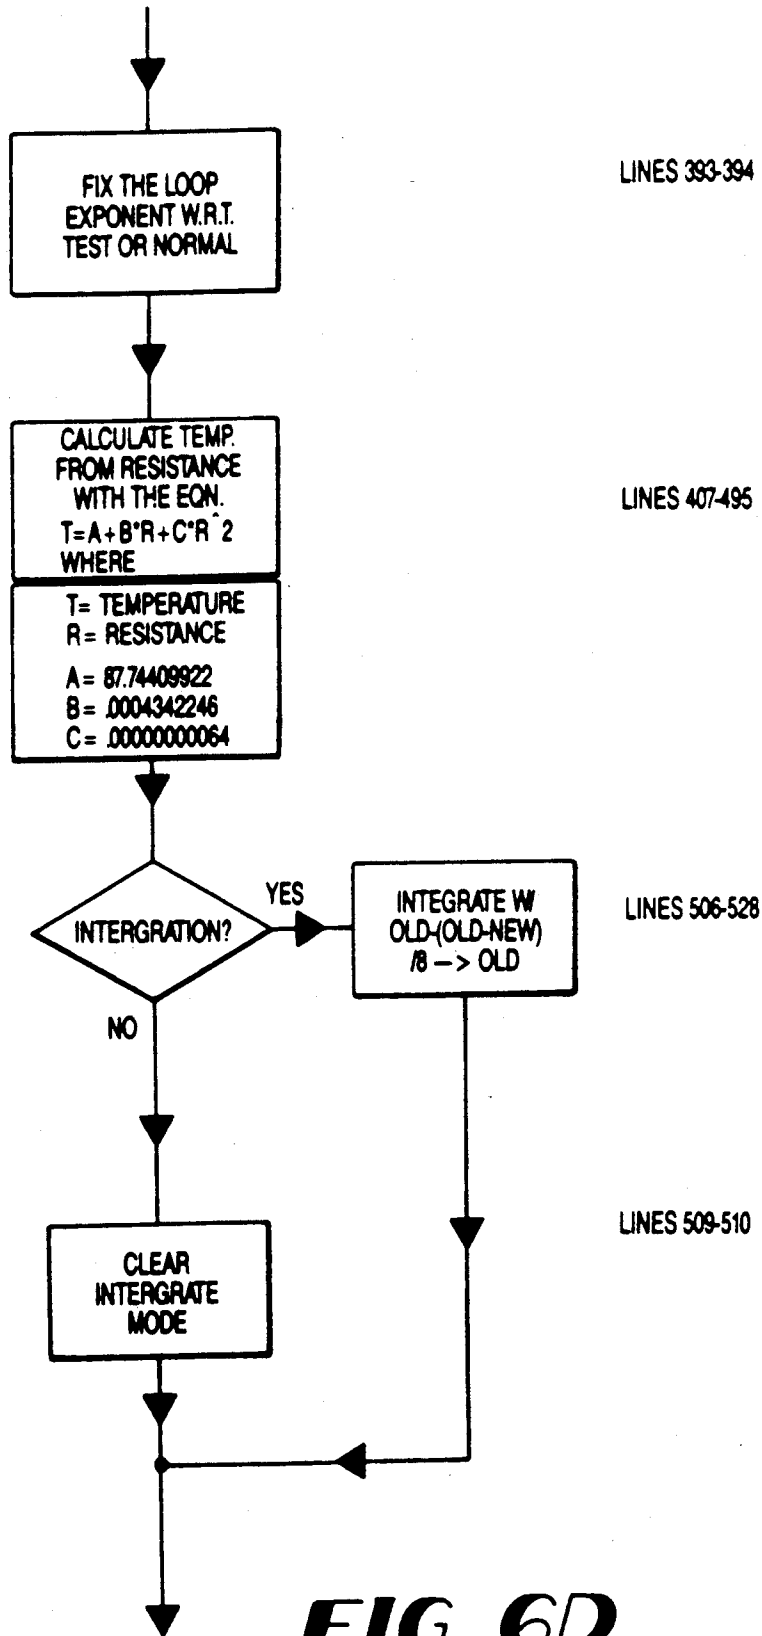 FIX THE LOOP
EXPONENT W.R.T.
TEST OR NORMAL
LINES 393-394
CALCULATE TEMP.
FROM RESISTANCE
WITH THE EQN.
T=A+B*R+C*R^2
WHERE
LINES 407-495
T= TEMPERATURE
R= RESISTANCE
A= 87.74409922
B= .0004342246
C= .00000000064
INTERGRATION?
YES
NO
INTEGRATE W/
OLD-(OLD-NEW)
/8 —> OLD
LINES 506-528
CLEAR
INTERGRATE
MODE
LINES 509-510
FIG. 6D